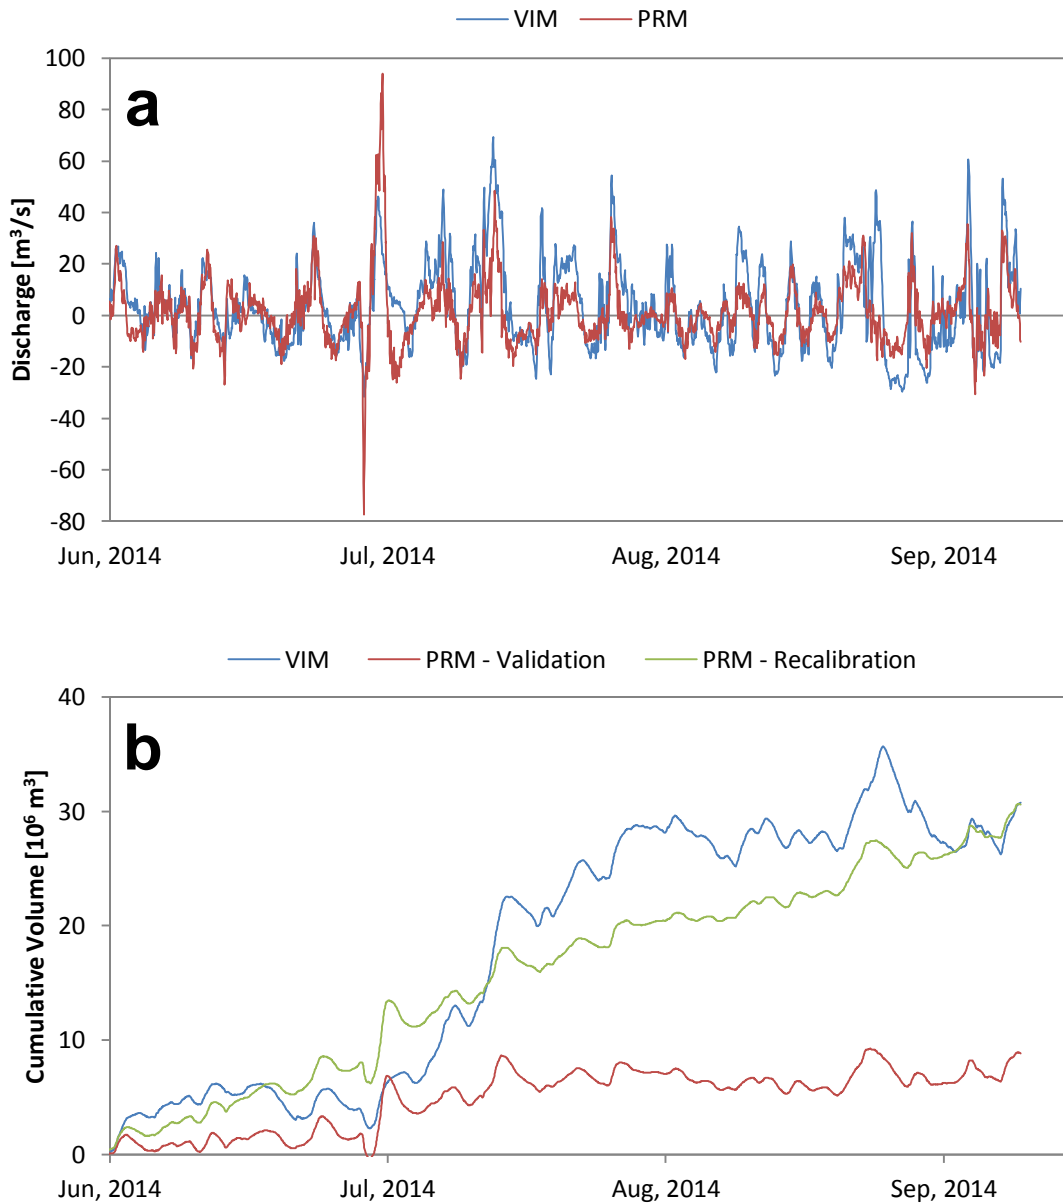 VIM PRM
a
Discharge [m³/s]
100
80
60
40
20
0
-20
-40
-60
-80
Jun, 2014 Jul, 2014 Aug, 2014 Sep, 2014
VIM PRM - Validation PRM - Recalibration
b
Cumulative Volume [10⁶ m³]
40
30
20
10
0
Jun, 2014 Jul, 2014 Aug, 2014 Sep, 2014